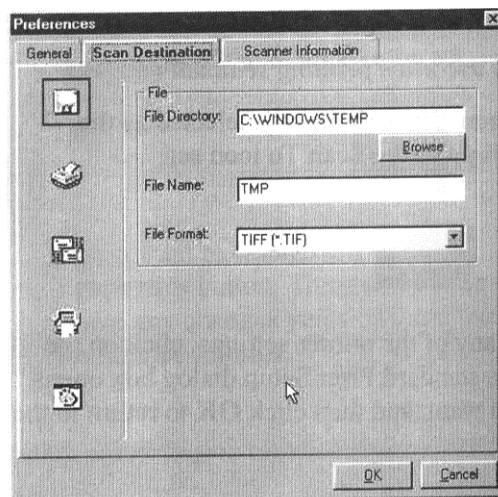 Preferences
General Scan Destination Scanner Information
File
File Directory: C:\WINDOWS\TEMP
Browse
File Name: TMP
File Format: TIFF (*.TIF)
OK Cancel